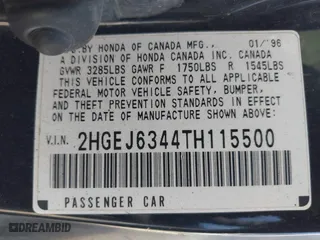 MFD. BY HONDA OF CANADA MFG., 01/'96
A DIVISION OF HONDA CANADA INC. CANADA
GVWR 3285LBS GAWR F 1750LBS R 1545LBS
THIS VEHICLE CONFORMS TO ALL APPLICABLE
FEDERAL MOTOR VEHICLE SAFETY, BUMPER,
AND THEFT PREVENTION STANDARDS IN EFFECT
ON THE DATE OF MANUFACTURE SHOWN ABOVE.
V.I.N. 2HGEJ6344TH115500
PASSENGER CAR
DREAMBID